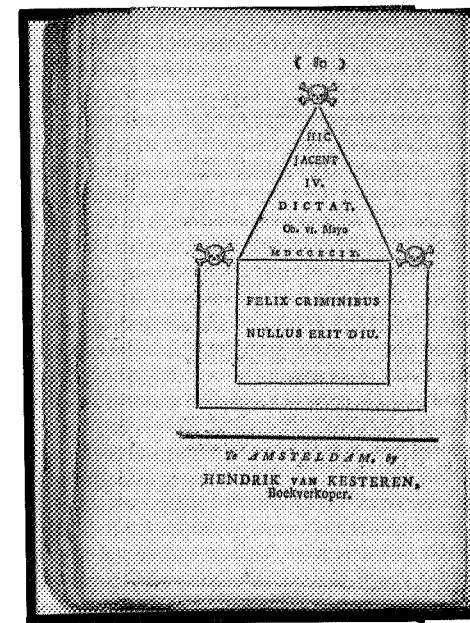 ( 80 )
HIC
JACENT
IV.
DICTAT.
Ob. vi. Mayo
FELIX CRIMINIBUS
NULLUS ERIT DIU.
Te AMSTELDAM, by
HENDRIK VAN KESTEREN,
Boekverkoper.